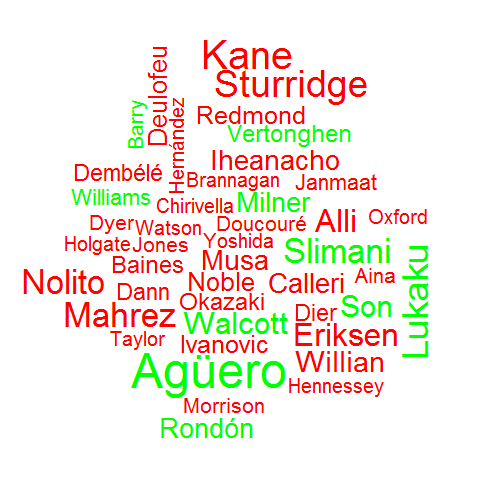 Kane
Sturridge
Deulofeu
Barry
Hernández
Redmond
Vertonghen
Iheanacho
Dembélé
Brannagan
Janmaat
Williams
Chirivella
Milner
Dyer
Watson
Doucouré
Alli
Oxford
Holgate
Jones
Yoshida
Slimani
Baines
Musa
Lukaku
Nolito
Dann
Noble
Calleri
Aina
Okazaki
Mahrez
Walcott
Dier
Son
Taylor
Ivanovic
Eriksen
Agüero
Willian
Hennessey
Morrison
Rondón